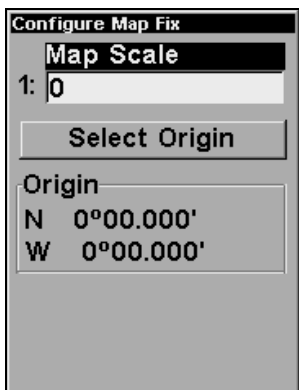 Configure Map Fix
Map Scale
1: 0
Select Origin
Origin
N 0º00.000'
W 0º00.000'